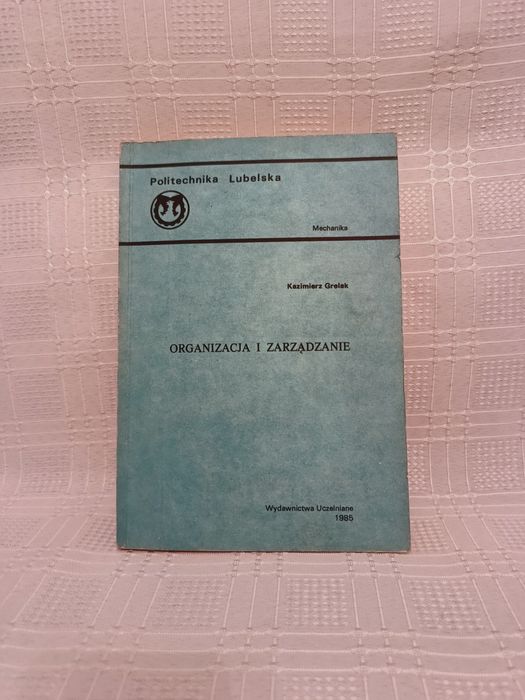 Politechnika Lubelska
Mechanika
Kazimierz Grelak
ORGANIZACJA I ZARZĄDZANIE
Wydawnictwa Uczelniane
1985